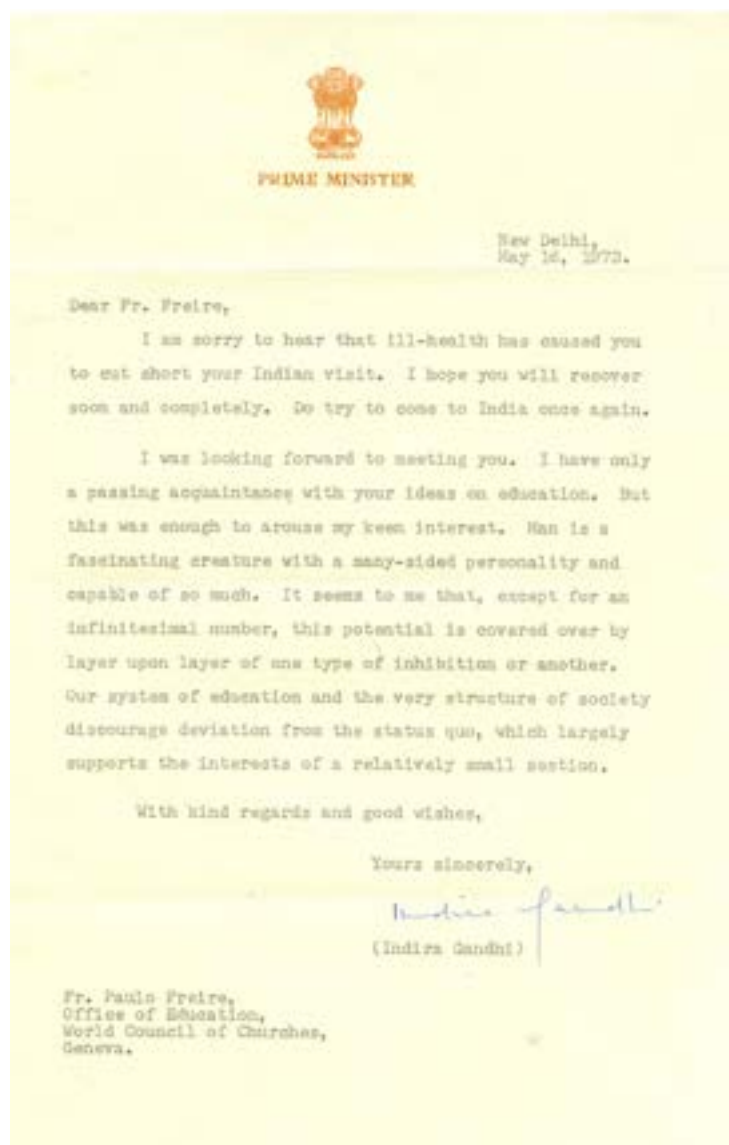 PRIME MINISTER
New Delhi,
May 16, 1973.
Dear Fr. Freire,
I am sorry to hear that ill-health has caused you
to cut short your Indian visit. I hope you will recover
soon and completely. Do try to come to India once again.
I was looking forward to meeting you. I have only
a passing acquaintance with your ideas on education. But
this was enough to arouse my keen interest. Man is a
fascinating creature with a many-sided personality and
capable of so much. It seems to me that, except for an
infinitesimal number, this potential is covered over by
layer upon layer of one type of inhibition or another.
Our system of education and the very structure of society
discourage deviation from the status quo, which largely
supports the interests of a relatively small section.
With kind regards and good wishes,
Yours sincerely,
Indira Gandhi
(Indira Gandhi)
Fr. Paulo Freire,
Office of Education,
World Council of Churches,
Geneva.